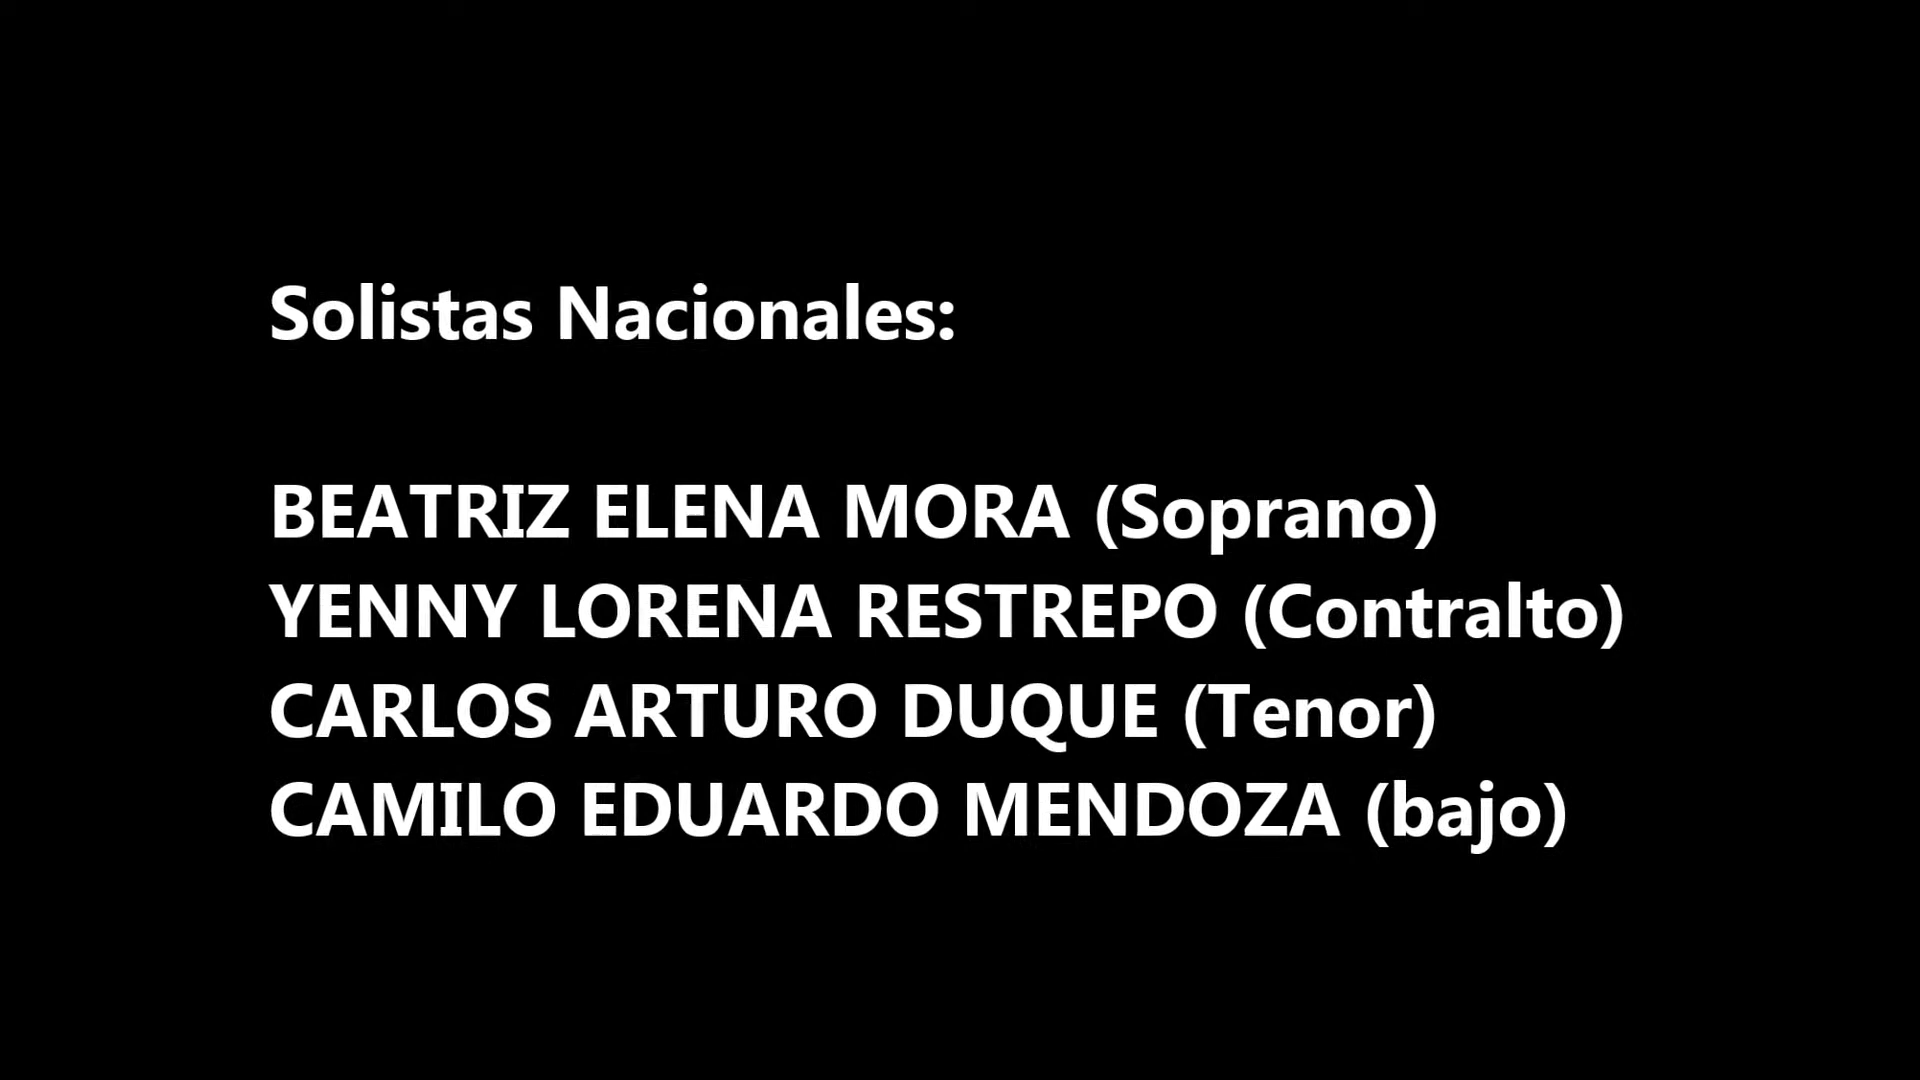 Solistas Nacionales:
BEATRIZ ELENA MORA (Soprano)
YENNY LORENA RESTREPO (Contralto)
CARLOS ARTURO DUQUE (Tenor)
CAMILO EDUARDO MENDOZA (bajo)